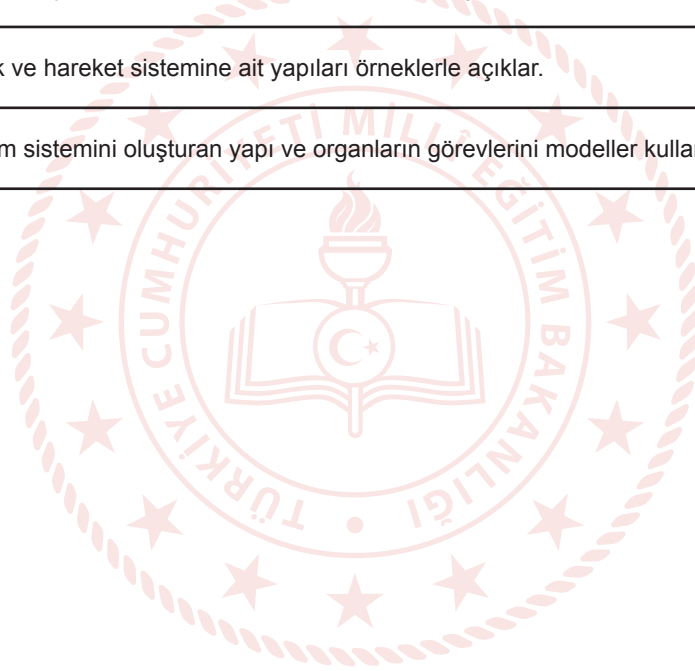 k ve hareket sistemine ait yapıları örneklerle açıklar.
m sistemini oluşturan yapı ve organların görevlerini modeller kullan
TÜRKİYE CUMHURİYETİ MİLLÎ EĞİTİM BAKANLIĞI